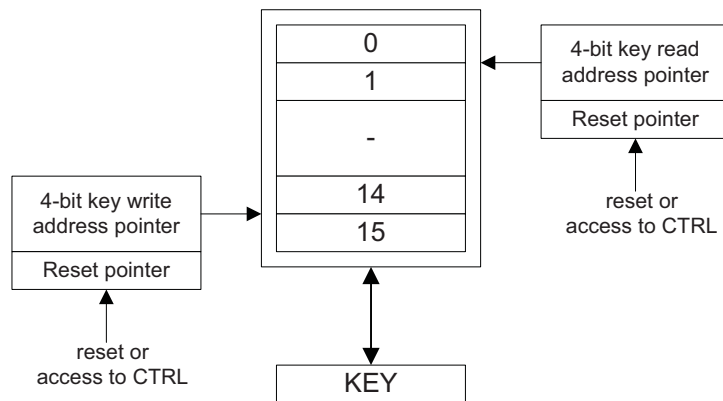 0
1
-
14
15
4-bit key read
address pointer
Reset pointer
reset or
access to CTRL
4-bit key write
address pointer
Reset pointer
reset or
access to CTRL
KEY